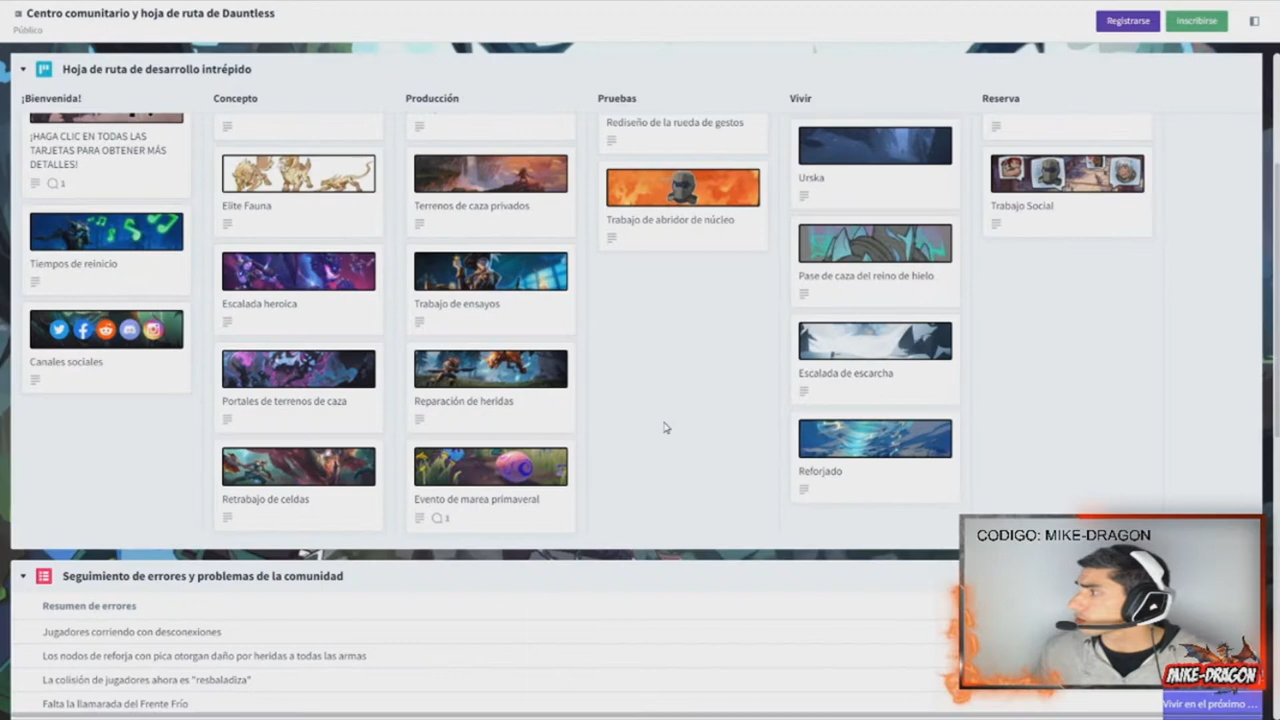 Centro comunitario y hoja de ruta de Dauntless
Público
Registrarse
Inscribirse
Hoja de ruta de desarrollo intrépido
¡Bienvenida!
Concepto
Producción
Pruebas
Vivir
Reserva
¡HAGA CLIC EN TODAS LAS
TARJETAS PARA OBTENER MÁS
DETALLES!
1
Tiempos de reinicio
Canales sociales
Elite Fauna
Escalada heroica
Portales de terrenos de caza
Retrabajo de celdas
Terrenos de caza privados
Trabajo de ensayos
Reparación de heridas
Evento de marea primaveral
1
Rediseño de la rueda de gestos
Trabajo de abridor de núcleo
Urska
Pase de caza del reino de hielo
Escalada de escarcha
Reforjado
Trabajo Social
Seguimiento de errores y problemas de la comunidad
Resumen de errores
Jugadores corriendo con desconexiones
Los nodos de reforja con pica otorgan daño por heridas a todas las armas
La colisión de jugadores ahora es "resbaladiza"
Falta la llamarada del Frente Frío
CODIGO: MIKE-DRAGON
MIKE-DRAGON
Vivir en el próximo ...